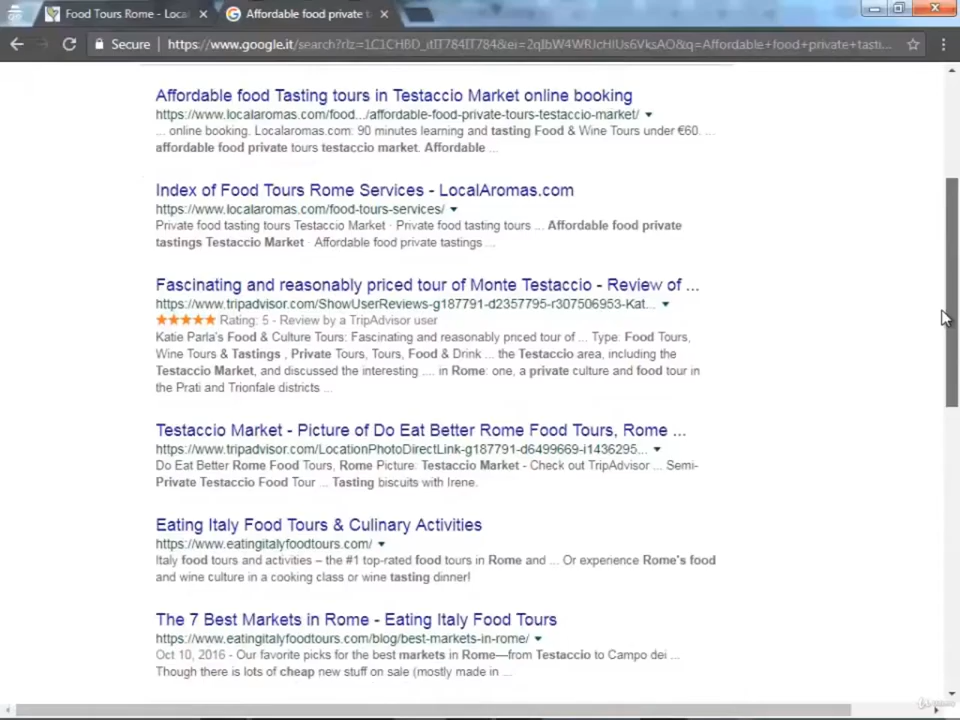 Food Tours Rome - Loca
Affordable food private t
Secure
https://www.google.it/search?rlz=1C1CHBD_itIT784IT784&ei=2qIbW4WRJcHIUs6VksAO&q=Affordable+food+private+tasti...
Affordable food Tasting tours in Testaccio Market online booking
https://www.localaromas.com/food.../affordable-food-private-tours-testaccio-market/
... online booking. Localaromas.com: 90 minutes learning and tasting Food & Wine Tours under €60. ...
affordable food private tours testaccio market. Affordable ...
Index of Food Tours Rome Services - LocalAromas.com
https://www.localaromas.com/food-tours-services/
Private food tasting tours Testaccio Market · Private food tasting tours ... Affordable food private
tastings Testaccio Market · Affordable food private tastings ...
Fascinating and reasonably priced tour of Monte Testaccio - Review of ...
https://www.tripadvisor.com/ShowUserReviews-g187791-d2357795-r307506953-Kat...
Rating: 5 - Review by a TripAdvisor user
Katie Parla's Food & Culture Tours: Fascinating and reasonably priced tour of ... Type: Food Tours,
Wine Tours & Tastings , Private Tours, Tours, Food & Drink ... the Testaccio area, including the
Testaccio Market, and discussed the interesting .... in Rome: one, a private culture and food tour in
the Prati and Trionfale districts ...
Testaccio Market - Picture of Do Eat Better Rome Food Tours, Rome ...
https://www.tripadvisor.com/LocationPhotoDirectLink-g187791-d6499669-i1436295...
Do Eat Better Rome Food Tours, Rome Picture: Testaccio Market - Check out TripAdvisor ... Semi-
Private Testaccio Food Tour ... Tasting biscuits with Irene.
Eating Italy Food Tours & Culinary Activities
https://www.eatingitalyfoodtours.com/
Italy food tours and activities – the #1 top-rated food tours in Rome and ... Or experience Rome's food
and wine culture in a cooking class or wine tasting dinner!
The 7 Best Markets in Rome - Eating Italy Food Tours
https://www.eatingitalyfoodtours.com/blog/best-markets-in-rome/
Oct 10, 2016 - Our favorite picks for the best markets in Rome—from Testaccio to Campo dei ...
Though there is lots of cheap new stuff on sale (mostly made in ...